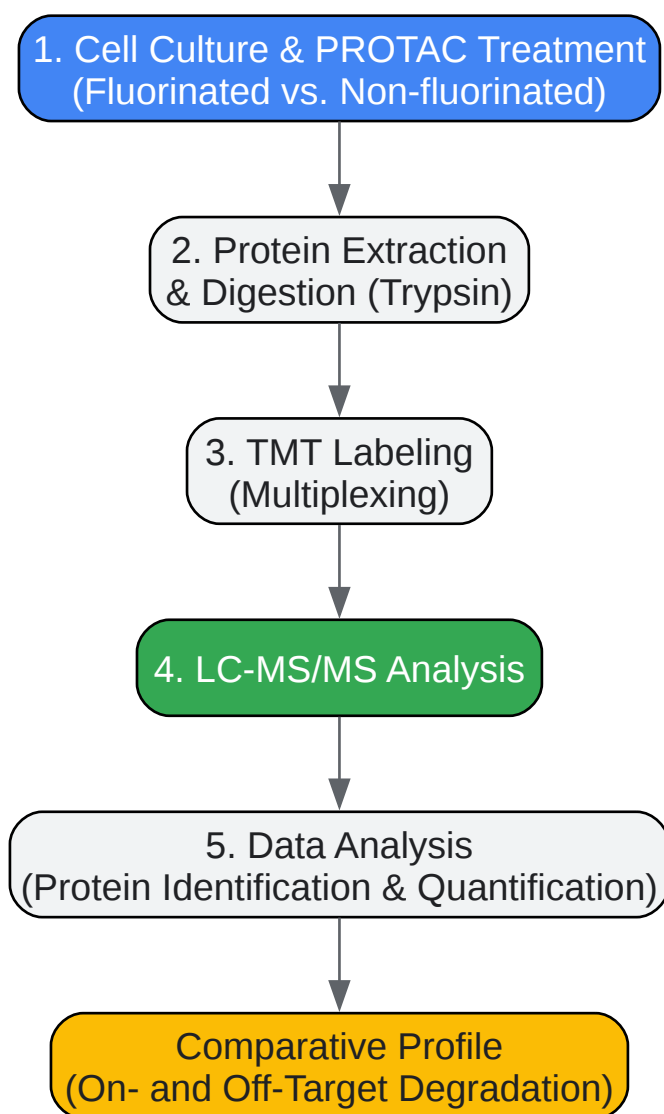 1. Cell Culture & PROTAC Treatment
(Fluorinated vs. Non-fluorinated)
2. Protein Extraction
& Digestion (Trypsin)
3. TMT Labeling
(Multiplexing)
4. LC-MS/MS Analysis
5. Data Analysis
(Protein Identification & Quantification)
Comparative Profile
(On- and Off-Target Degradation)